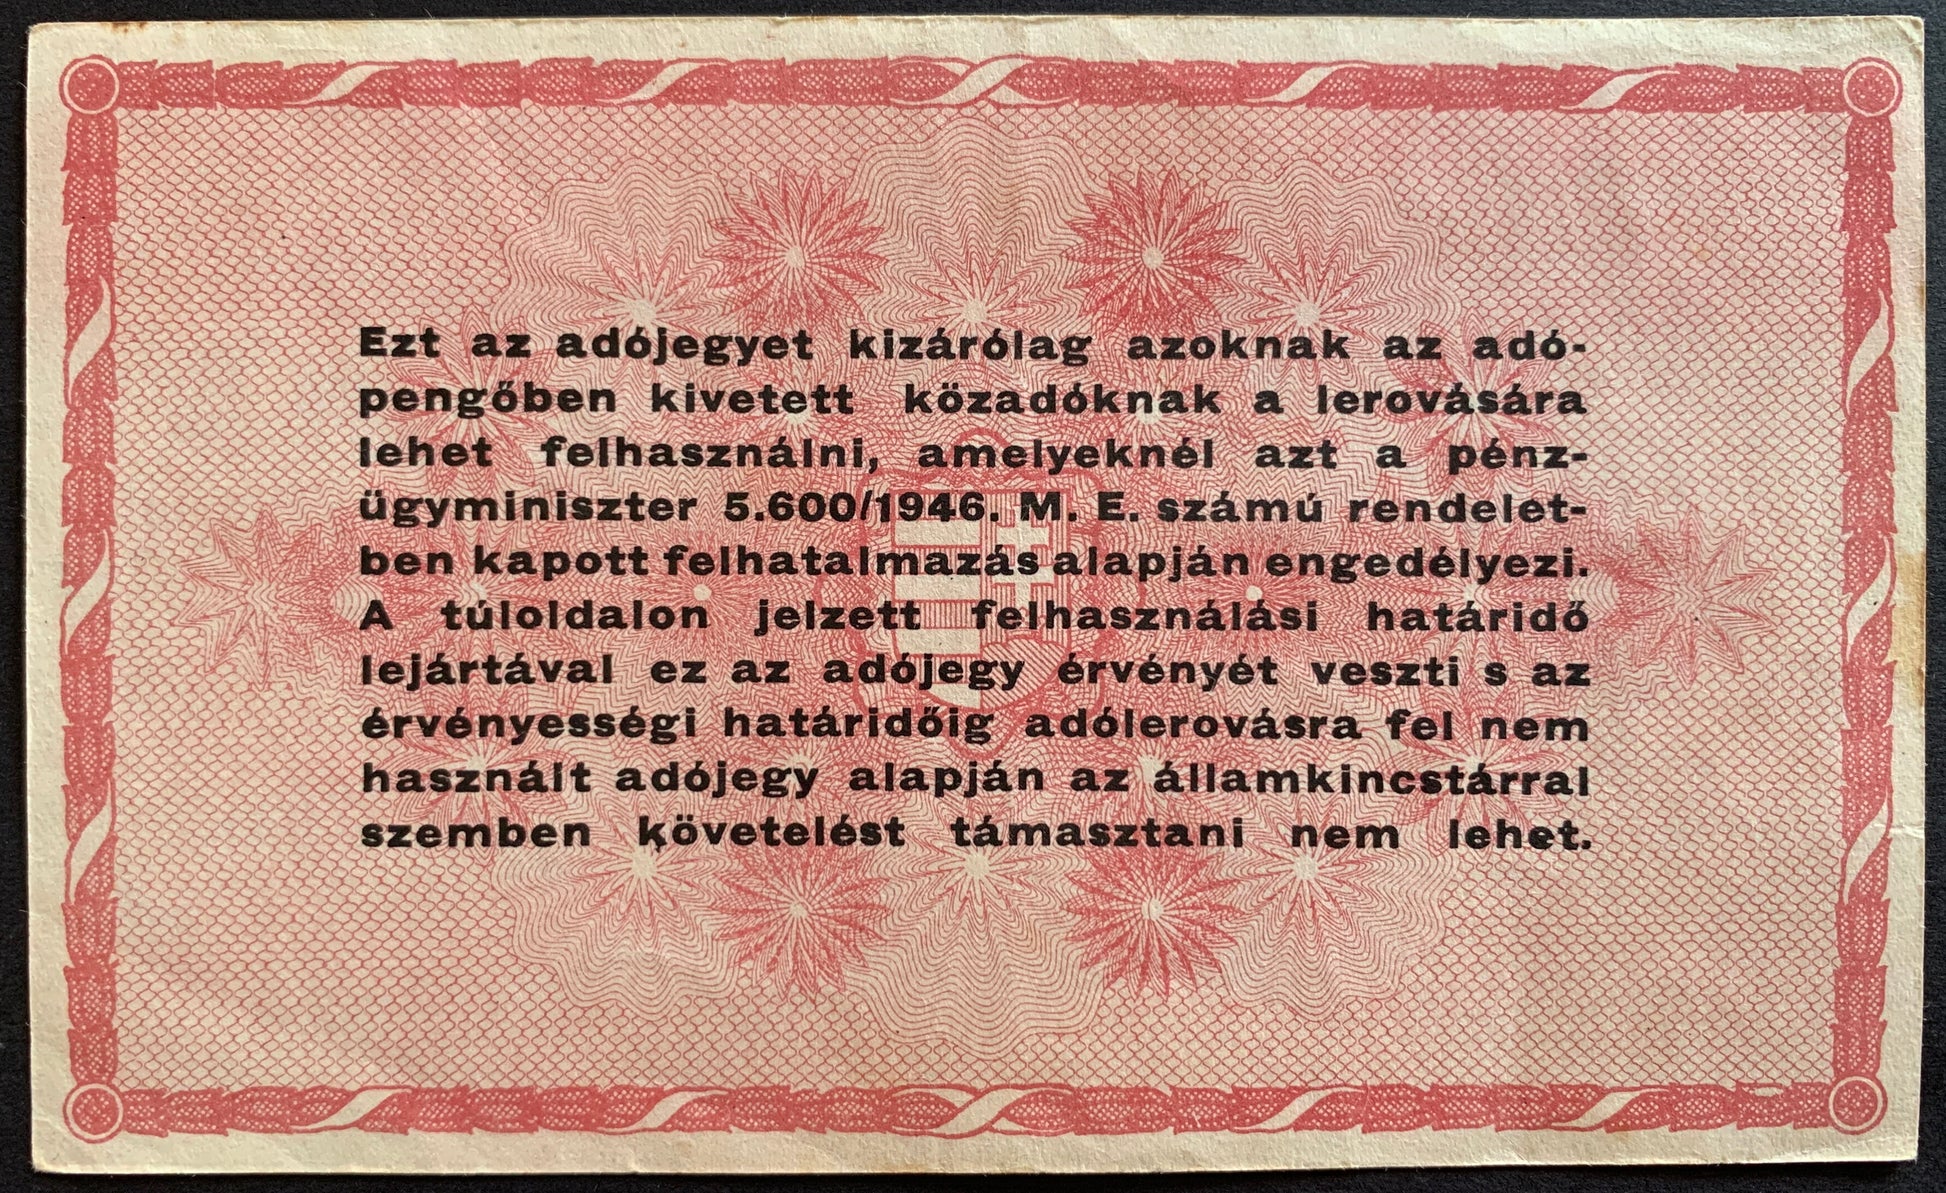 Ezt az adójegyet kizárólag azoknak az adó-
pengőben kivetett közadóknak a lerovására
lehet felhasználni, amelyeknél azt a pénz-
ügyminiszter 5.600/1946. M. E. számú rendelet-
ben kapott felhatalmazás alapján engedélyezi.
A túloldalon jelzett felhasználási határidő
lejártával ez az adójegy érvényét veszti s az
érvényességi határidőig adólerovásra fel nem
használt adójegy alapján az államkincstárral
szemben követelést támasztani nem lehet.